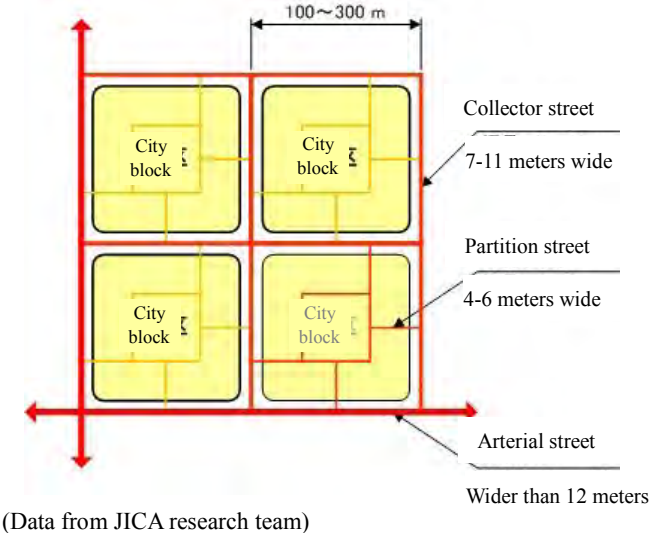 100～300 m
Collector street
7-11 meters wide
City
block
City
block
Partition street
4-6 meters wide
City
block
City
block
Arterial street
Wider than 12 meters
(Data from JICA research team)